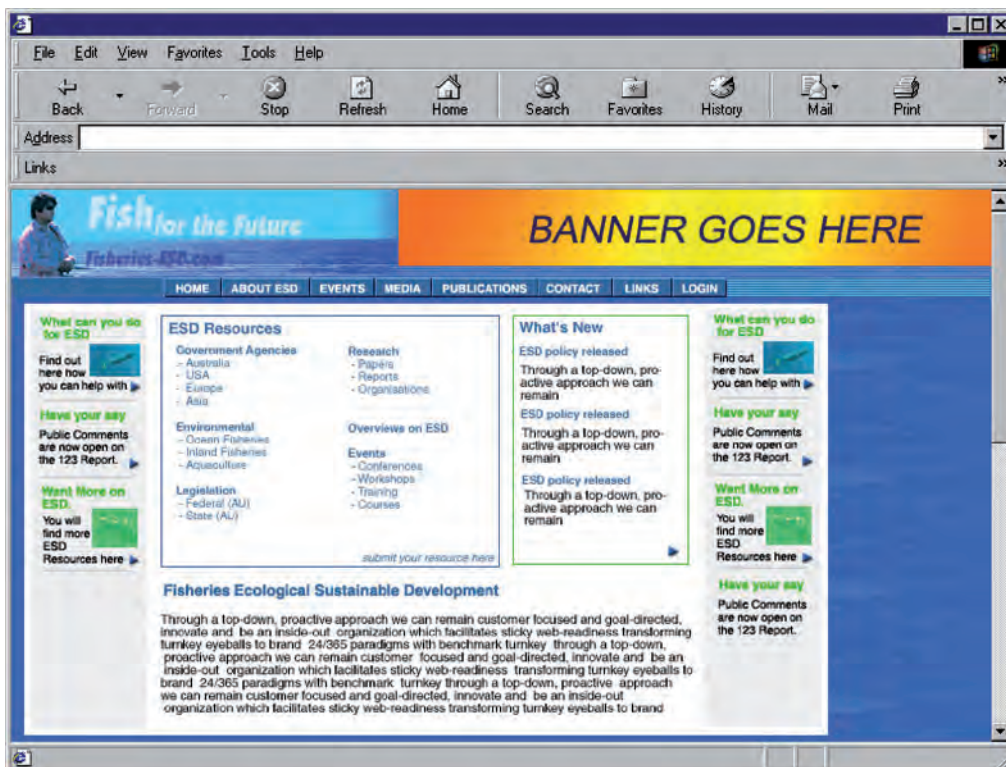 File Edit View Favorites Tools Help
Back Forward Stop Refresh Home Search Favorites History Mail Print
Address
Links
Fish for the Future
Fisheries-ESD.com
BANNER GOES HERE
HOME ABOUT ESD EVENTS MEDIA PUBLICATIONS CONTACT LINKS LOGIN
What can you do
for ESD
Find out
here how
you can help with
Have your say
Public Comments
are now open on
the 123 Report.
Want More on
ESD.
You will
find more
ESD
Resources here
ESD Resources
Government Agencies
- Australia
- USA
- Europe
- Asia
Environmental
- Ocean Fisheries
- Inland Fisheries
- Aquaculture
Legislation
- Federal (AU)
- State (AU)
Research
- Papers
- Reports
- Organisations
Overviews on ESD
Events
- Conferences
- Workshops
- Training
- Courses
submit your resource here
What's New
ESD policy released
Through a top-down, pro-
active approach we can
remain
ESD policy released
Through a top-down, pro-
active approach we can
remain
ESD policy released
Through a top-down, pro-
active approach we can
remain
What can you do
for ESD
Find out
here how
you can help with
Have your say
Public Comments
are now open on
the 123 Report.
Want More on
ESD.
You will
find more
ESD
Resources here
Have your say
Public Comments
are now open on
the 123 Report.
Fisheries Ecological Sustainable Development
Through a top-down, proactive approach we can remain customer focused and goal-directed,
innovate and be an inside-out organization which facilitates sticky web-readiness transforming
turnkey eyeballs to brand 24/365 paradigms with benchmark turnkey through a top-down,
proactive approach we can remain customer focused and goal-directed, innovate and be an
inside-out organization which facilitates sticky web-readiness transforming turnkey eyeballs to
brand 24/365 paradigms with benchmark turnkey through a top-down, proactive approach
we can remain customer focused and goal-directed, innovate and be an inside-out
organization which facilitates sticky web-readiness transforming turnkey eyeballs to brand